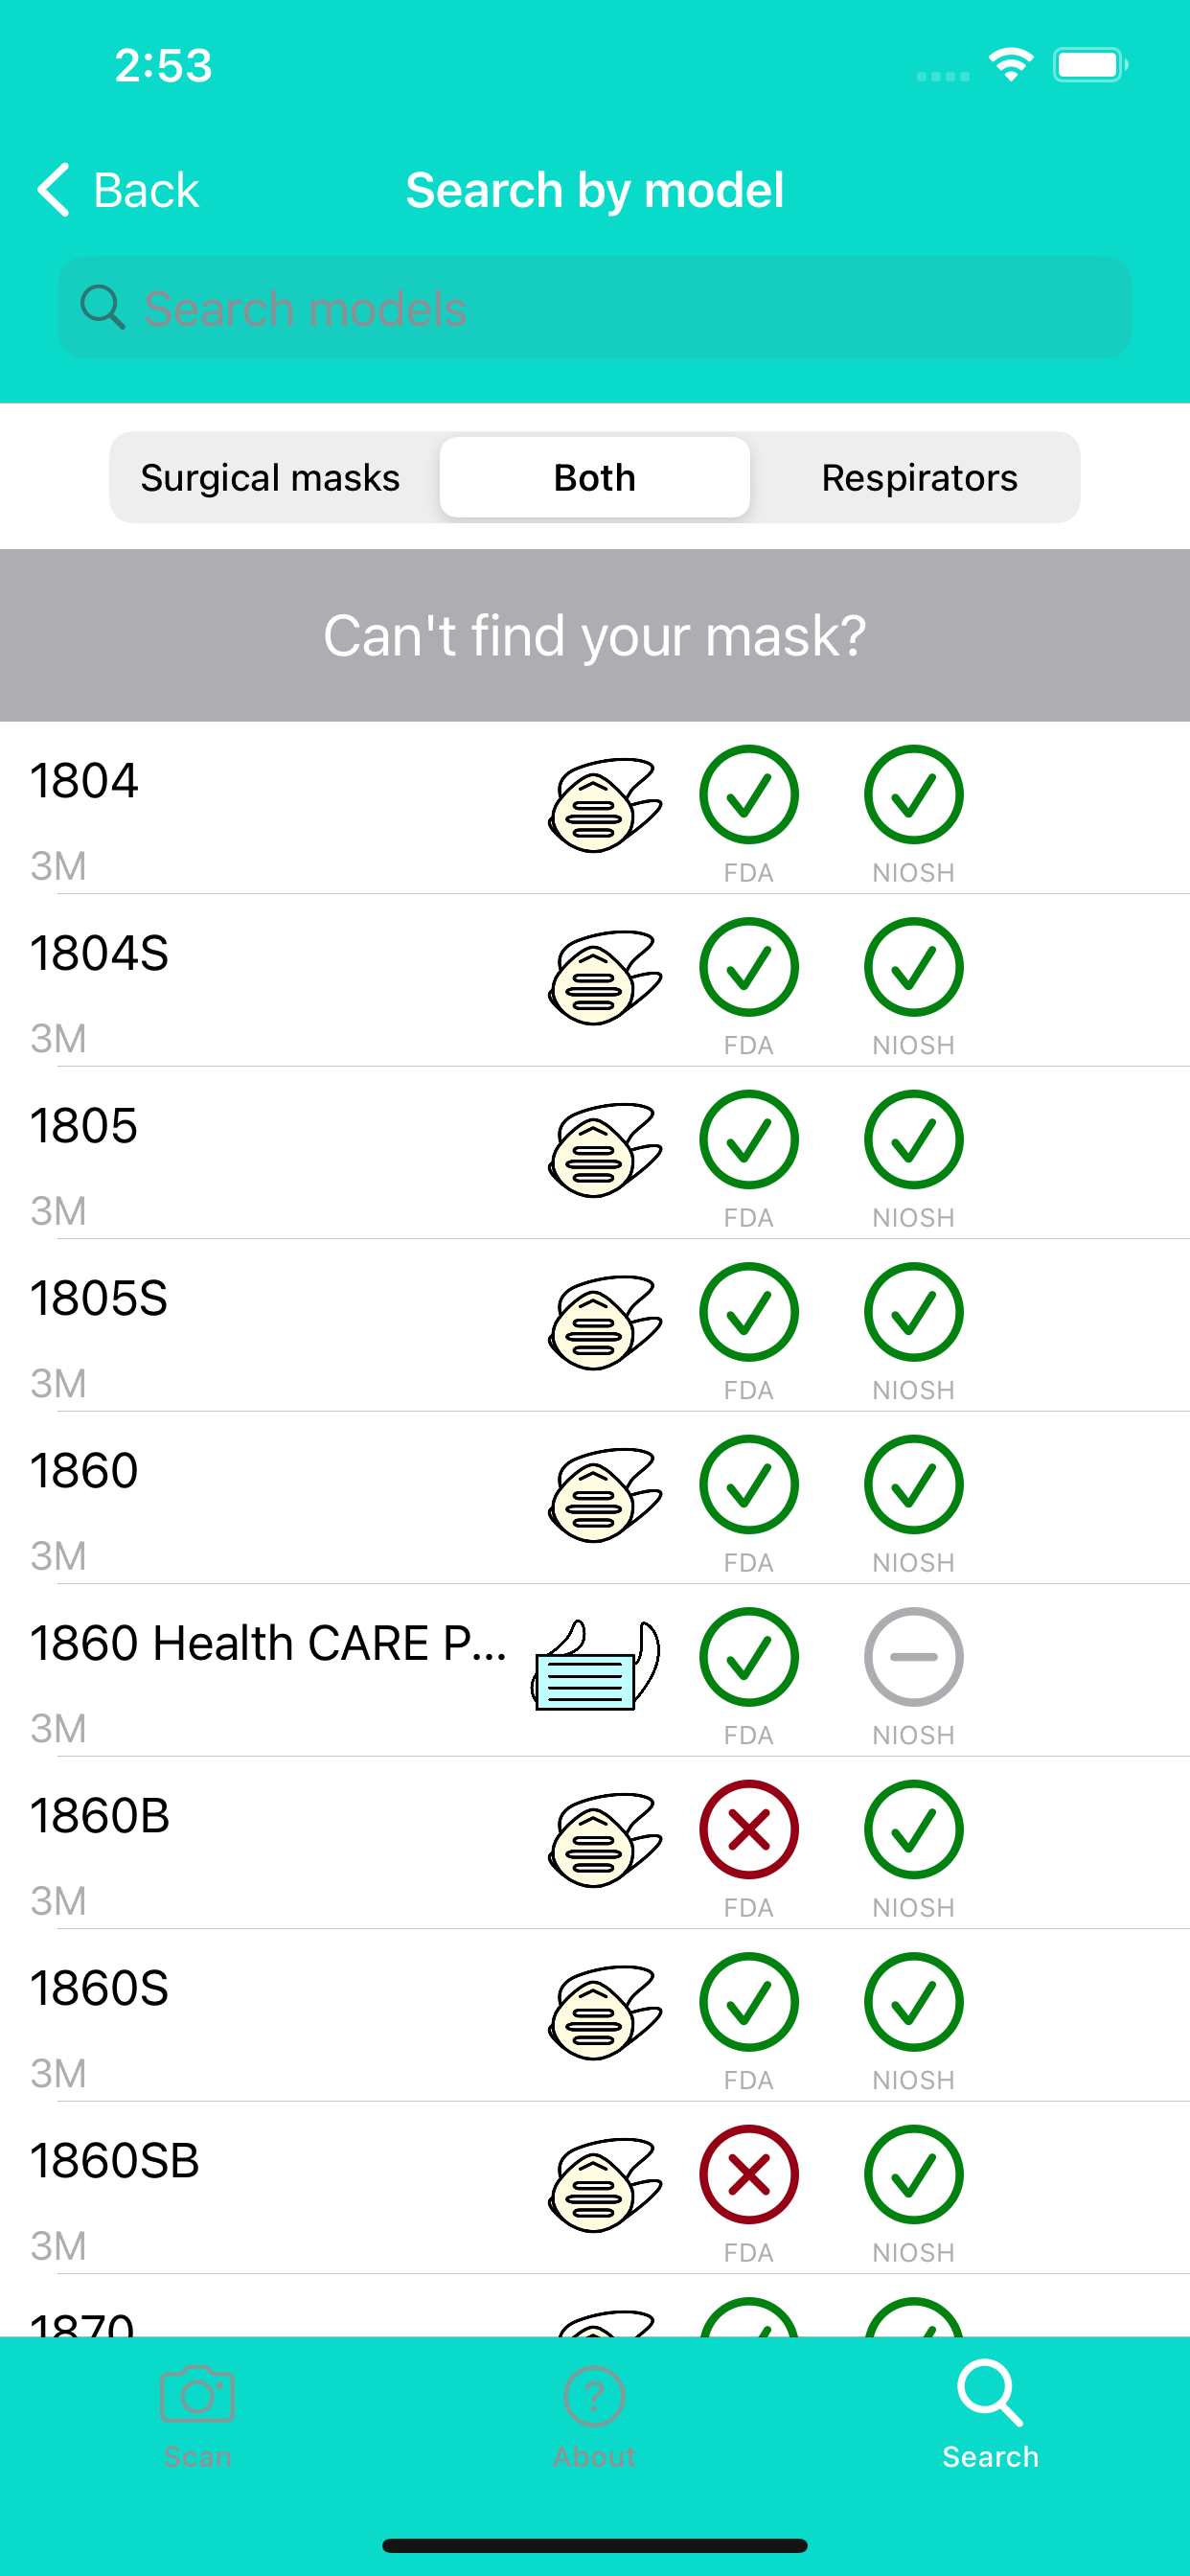 2:53
Back
Search by model
Search models
Surgical masks Both Respirators
Can't find your mask?
1804
3M FDA NIOSH
1804S
3M FDA NIOSH
1805
3M FDA NIOSH
1805S
3M FDA NIOSH
1860
3M FDA NIOSH
1860 Health CARE P...
3M FDA NIOSH
1860B
3M FDA NIOSH
1860S
3M FDA NIOSH
1860SB
3M FDA NIOSH
1870
Scan About Search